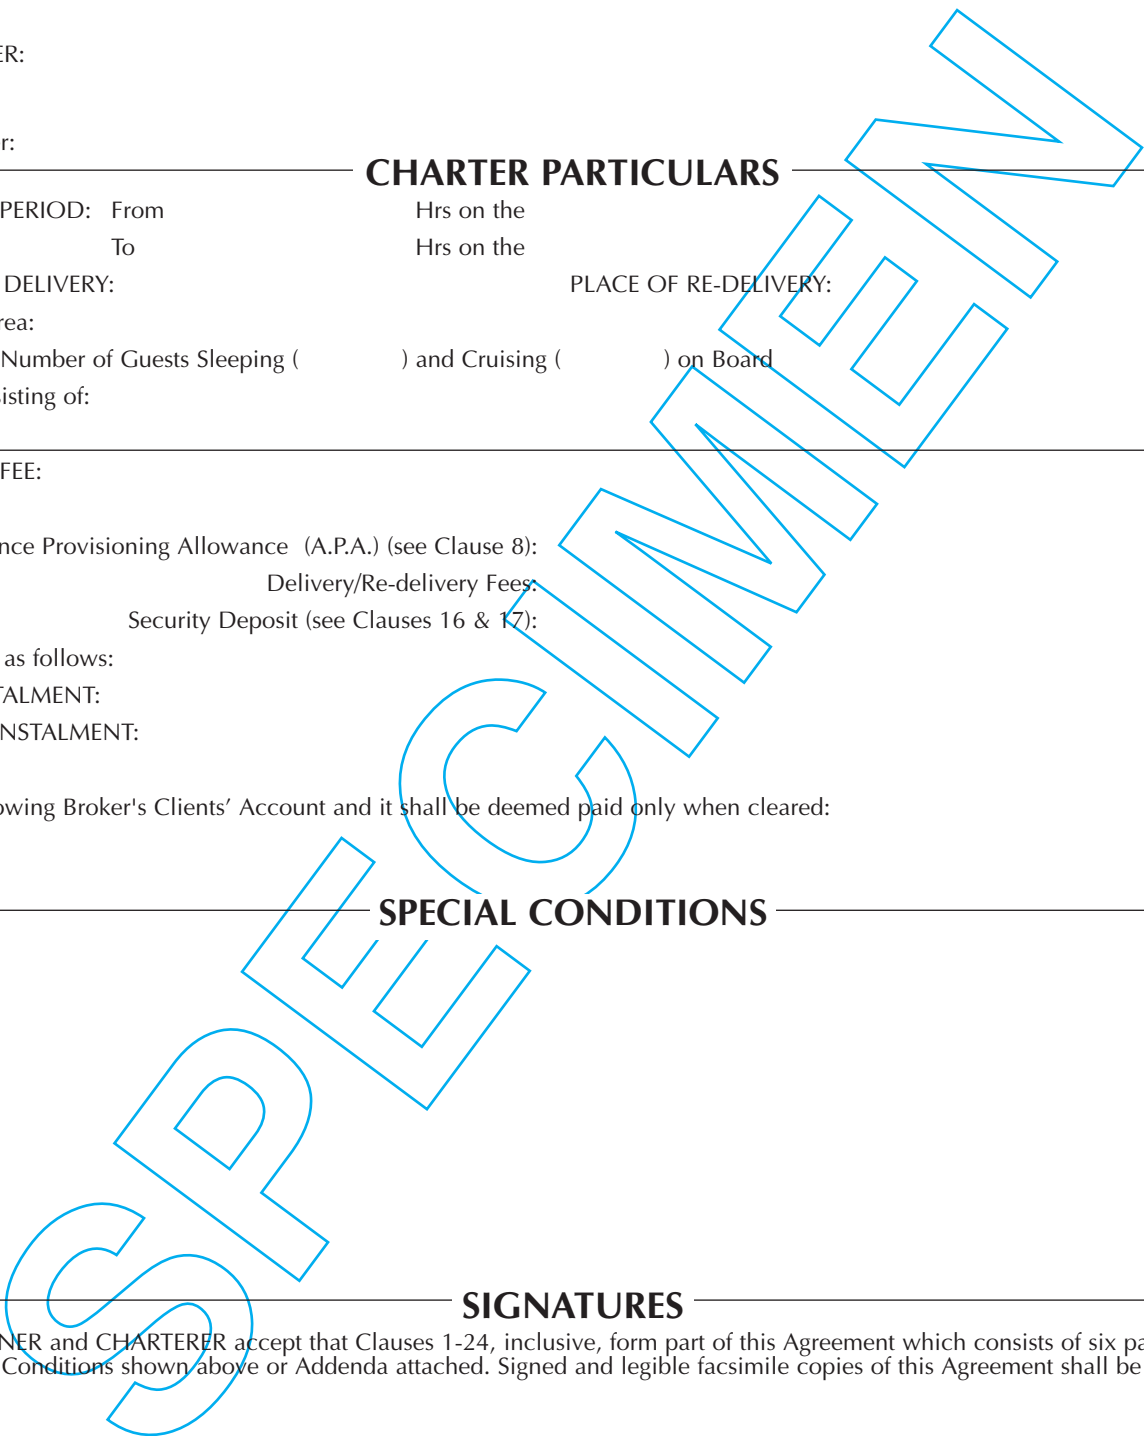 ER:
r:
CHARTER PARTICULARS
PERIOD: From Hrs on the
To Hrs on the
DELIVERY: PLACE OF RE-DELIVERY:
rea:
Number of Guests Sleeping ( ) and Cruising ( ) on Board
isting of:
FEE:
nce Provisioning Allowance (A.P.A.) (see Clause 8):
Delivery/Re-delivery Fees:
Security Deposit (see Clauses 16 & 17):
as follows:
TALMENT:
NSTALMENT:
owing Broker's Clients’ Account and it shall be deemed paid only when cleared:
SPECIAL CONDITIONS
SIGNATURES
NER and CHARTERER accept that Clauses 1-24, inclusive, form part of this Agreement which consists of six pa
Conditions shown above or Addenda attached. Signed and legible facsimile copies of this Agreement shall be
SPECIMEN